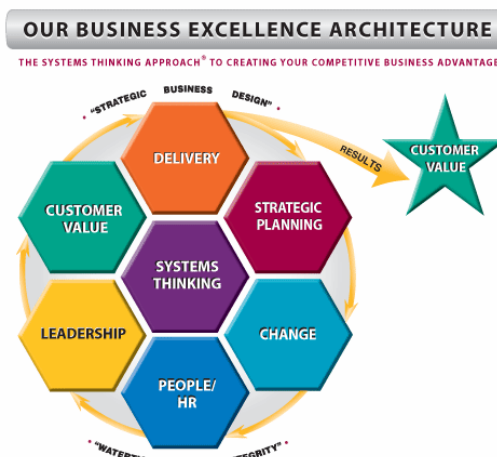 OUR BUSINESS EXCELLENCE ARCHITECTURE
THE SYSTEMS THINKING APPROACH® TO CREATING YOUR COMPETITIVE BUSINESS ADVANTAGE
• "STRATEGIC BUSINESS DESIGN" •
RESULTS
CUSTOMER
VALUE
DELIVERY
CUSTOMER
VALUE
STRATEGIC
PLANNING
SYSTEMS
THINKING
LEADERSHIP
CHANGE
PEOPLE/
HR